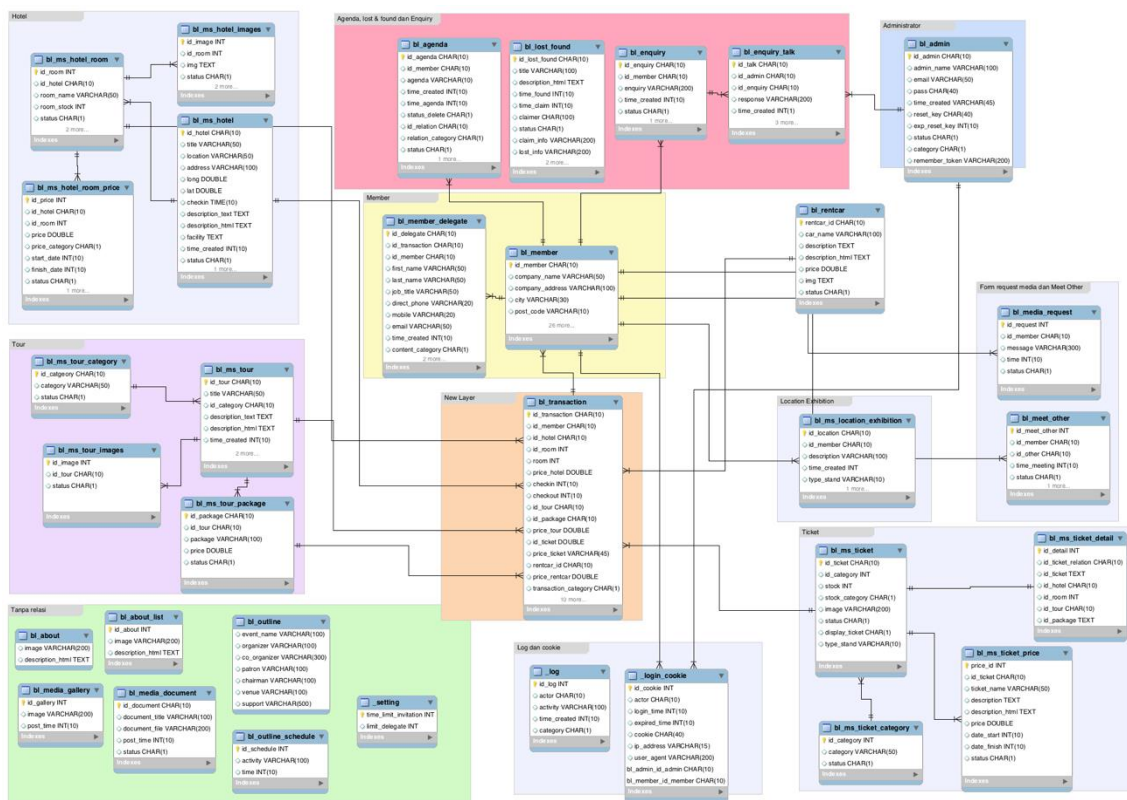 Hotel
bl_ms_hotel_room
id_room INT
id_hotel CHAR(10)
room_name VARCHAR(50)
room_stock INT
status CHAR(1)
3 more...
Indexes
bl_ms_hotel_images
id_image INT
id_room INT
img TEXT
status CHAR(1)
2 more...
Indexes
bl_ms_hotel
id_hotel CHAR(10)
title VARCHAR(50)
location VARCHAR(50)
address VARCHAR(100)
long DOUBLE
lat DOUBLE
checkin TIME(10)
description_text TEXT
description_html TEXT
facility TEXT
time_created INT(10)
status CHAR(1)
1 more...
Indexes
bl_ms_hotel_room_price
id_price INT
id_hotel CHAR(10)
id_room INT
price DOUBLE
price_category CHAR(1)
start_date INT(10)
finish_date INT(10)
status CHAR(1)
1 more...
Indexes
Agenda, lost & found dan Enquiry
bl_agenda
id_agenda CHAR(10)
id_member CHAR(10)
agenda VARCHAR(200)
time_created INT(10)
time_agenda INT(10)
status_delete CHAR(1)
id_relation CHAR(10)
relation_category CHAR(1)
status CHAR(1)
1 more...
Indexes
bl_lost_found
id_lost_found CHAR(10)
title VARCHAR(100)
description_html TEXT
time_found INT(10)
time_claim INT(10)
claimer CHAR(100)
status CHAR(1)
claim_info VARCHAR(200)
lost_info VARCHAR(200)
2 more...
Indexes
bl_enquiry
id_enquiry CHAR(10)
id_member CHAR(10)
enquiry VARCHAR(200)
time_created INT(10)
status CHAR(1)
1 more...
Indexes
bl_enquiry_talk
id_talk CHAR(10)
id_admin CHAR(10)
id_enquiry CHAR(10)
response VARCHAR(200)
time_created INT(1)
3 more...
Indexes
Administrator
bl_admin
id_admin CHAR(10)
admin_name VARCHAR(100)
email VARCHAR(50)
pass CHAR(40)
time_created VARCHAR(45)
reset_key CHAR(40)
exp_reset_key INT(10)
status CHAR(1)
category CHAR(1)
remember_token VARCHAR(200)
Indexes
Member
bl_member_delegate
id_delegate CHAR(10)
id_transaction CHAR(10)
id_member CHAR(10)
first_name VARCHAR(50)
last_name VARCHAR(50)
job_title VARCHAR(50)
direct_phone VARCHAR(20)
mobile VARCHAR(20)
email VARCHAR(50)
time_created INT(10)
content_category CHAR(1)
2 more...
Indexes
bl_member
id_member CHAR(10)
company_name VARCHAR(50)
company_address VARCHAR(100)
city VARCHAR(30)
post_code VARCHAR(10)
Indexes
bl_rentcar
rentcar_id CHAR(10)
car_name VARCHAR(100)
description TEXT
description_html TEXT
price DOUBLE
img TEXT
status CHAR(1)
Indexes
Form request media dan Meet Other
bl_media_request
id_request INT
id_member CHAR(10)
message VARCHAR(300)
time INT(10)
status CHAR(1)
Indexes
bl_meet_other
id_meet_other INT
id_member CHAR(10)
id_other CHAR(10)
time_meeting INT(10)
status CHAR(1)
1 more...
Indexes
Tour
bl_ms_tour_category
id_catgeory CHAR(10)
category VARCHAR(50)
status CHAR(1)
Indexes
bl_ms_tour
id_tour CHAR(10)
title VARCHAR(50)
id_category CHAR(10)
description_text TEXT
description_html TEXT
time_created INT(10)
2 more...
Indexes
bl_ms_tour_images
id_image INT
id_tour CHAR(10)
status CHAR(1)
Indexes
bl_ms_tour_package
id_package CHAR(10)
id_tour CHAR(10)
package VARCHAR(100)
price DOUBLE
status CHAR(1)
Indexes
New Layer
bl_transaction
id_transaction CHAR(10)
id_member CHAR(10)
id_hotel CHAR(10)
id_room INT
room INT
price_hotel DOUBLE
checkin INT(10)
checkout INT(10)
id_tour CHAR(10)
id_package CHAR(10)
price_tour DOUBLE
id_ticket DOUBLE
price_ticket VARCHAR(45)
rentcar_id CHAR(10)
price_rentcar DOUBLE
transaction_category CHAR(1)
10 more...
Indexes
Location Exhibition
bl_ms_location_exhibition
id_location CHAR(10)
id_member CHAR(10)
description VARCHAR(100)
time_created INT
type_stand VARCHAR(10)
1 more...
Indexes
Ticket
bl_ms_ticket
id_ticket CHAR(10)
id_category INT
stock INT
stock_category CHAR(1)
image VARCHAR(200)
status CHAR(1)
display_ticket CHAR(1)
type_stand VARCHAR(10)
Indexes
bl_ms_ticket_detail
id_detail INT
id_ticket_relation CHAR(10)
id_ticket TEXT
id_hotel CHAR(10)
id_room INT
id_tour CHAR(10)
id_package TEXT
Indexes
bl_ms_ticket_price
price_id INT
id_ticket CHAR(10)
ticket_name VARCHAR(50)
description TEXT
description_html TEXT
price DOUBLE
date_start INT(10)
date_finish INT(10)
status CHAR(1)
Indexes
bl_ms_ticket_category
id_category INT
category VARCHAR(50)
status CHAR(1)
Indexes
Tanpa relasi
bl_about
image VARCHAR(200)
description_html TEXT
bl_about_list
id_about INT
image VARCHAR(200)
description_html TEXT
Indexes
bl_outline
event_name VARCHAR(100)
organizer VARCHAR(100)
co_organizer VARCHAR(300)
patron VARCHAR(100)
chairman VARCHAR(100)
venue VARCHAR(100)
support VARCHAR(500)
bl_media_gallery
id_gallery INT
image VARCHAR(200)
post_time INT(10)
Indexes
bl_media_document
id_document CHAR(10)
document_title VARCHAR(100)
document_file VARCHAR(200)
post_time INT(10)
status CHAR(1)
Indexes
bl_outline_schedule
id_schedule INT
activity VARCHAR(100)
time INT(10)
Indexes
_setting
time_limit_invitation INT
limit_delegate INT
Indexes
Log dan cookie
_log
id_log INT
actor CHAR(10)
activity VARCHAR(100)
time_created INT(10)
category CHAR(1)
Indexes
_login_cookie
id_cookie INT
actor CHAR(10)
login_time INT(10)
expired_time INT(10)
cookie CHAR(40)
ip_address VARCHAR(15)
user_agent VARCHAR(200)
bl_admin_id_admin CHAR(10)
bl_member_id_member CHAR(10)
Indexes